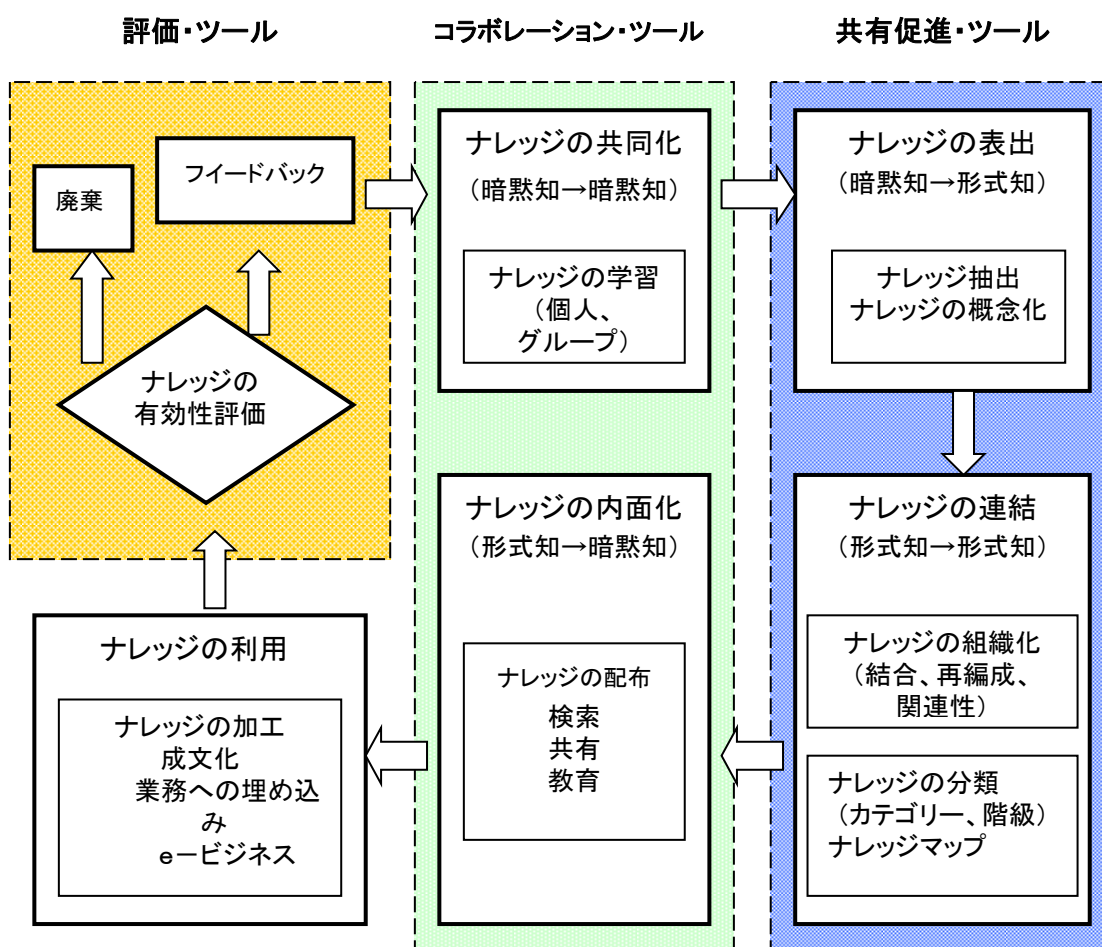 評価・ツール
コラボレーション・ツール
共有促進・ツール
廃棄
フイードバック
ナレッジの
有効性評価
ナレッジの利用
ナレッジの加工
成文化
業務への埋め込
み
e-ビジネス
ナレッジの共同化
(暗黙知→暗黙知)
ナレッジの学習
(個人、
グループ)
ナレッジの内面化
(形式知→暗黙知)
ナレッジの配布
検索
共有
教育
ナレッジの表出
(暗黙知→形式知)
ナレッジ抽出
ナレッジの概念化
ナレッジの連結
(形式知→形式知)
ナレッジの組織化
(結合、再編成、
関連性)
ナレッジの分類
(カテゴリー、階級)
ナレッジマップ